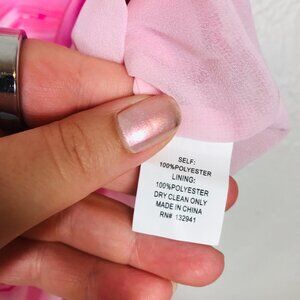 SELF:
100%POLYESTER
LINING:
100%POLYESTER
DRY CLEAN ONLY
MADE IN CHINA
RN# 132941